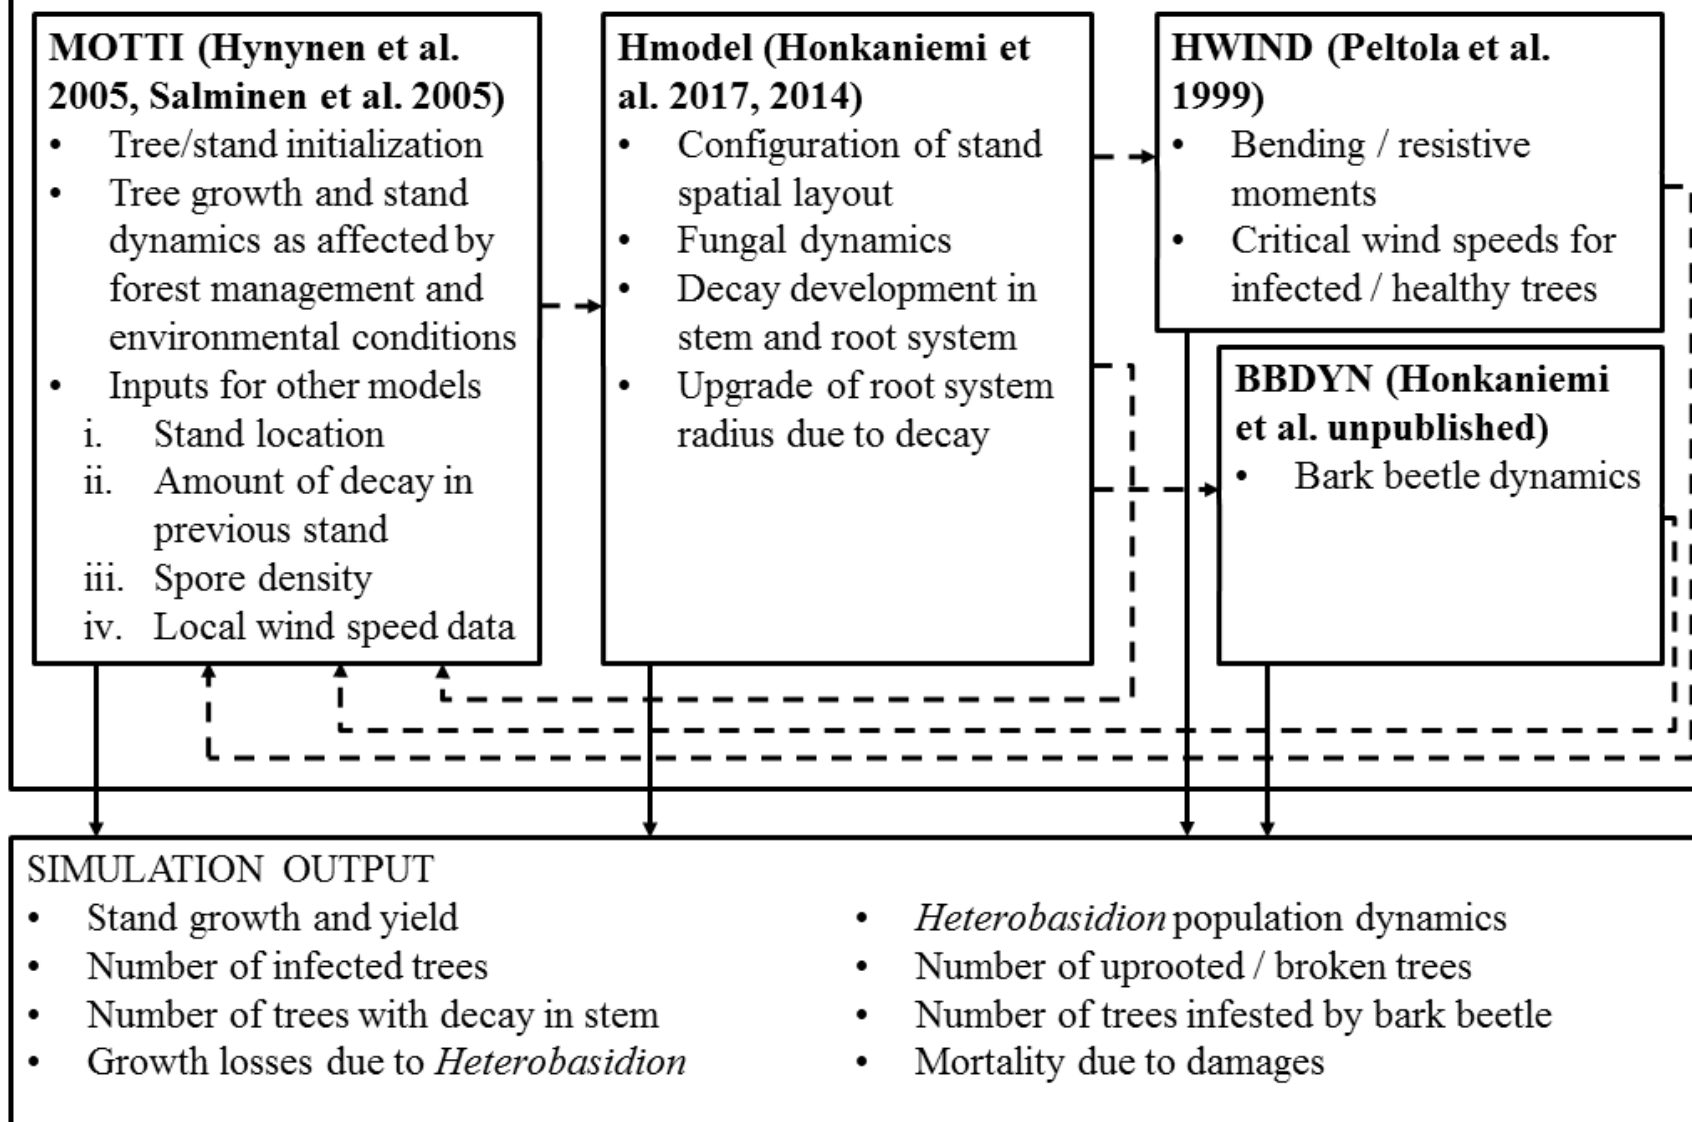 MOTTI (Hynynen et al.
2005, Salminen et al. 2005)
• Tree/stand initialization
• Tree growth and stand
dynamics as affected by
forest management and
environmental conditions
• Inputs for other models
i. Stand location
ii. Amount of decay in
previous stand
iii. Spore density
iv. Local wind speed data
Hmodel (Honkaniemi et
al. 2017, 2014)
• Configuration of stand
spatial layout
• Fungal dynamics
• Decay development in
stem and root system
• Upgrade of root system
radius due to decay
HWIND (Peltola et al.
1999)
• Bending / resistive
moments
• Critical wind speeds for
infected / healthy trees
BBDYN (Honkaniemi
et al. unpublished)
• Bark beetle dynamics
SIMULATION OUTPUT
• Stand growth and yield
• Number of infected trees
• Number of trees with decay in stem
• Growth losses due to Heterobasidion
• Heterobasidion population dynamics
• Number of uprooted / broken trees
• Number of trees infested by bark beetle
• Mortality due to damages